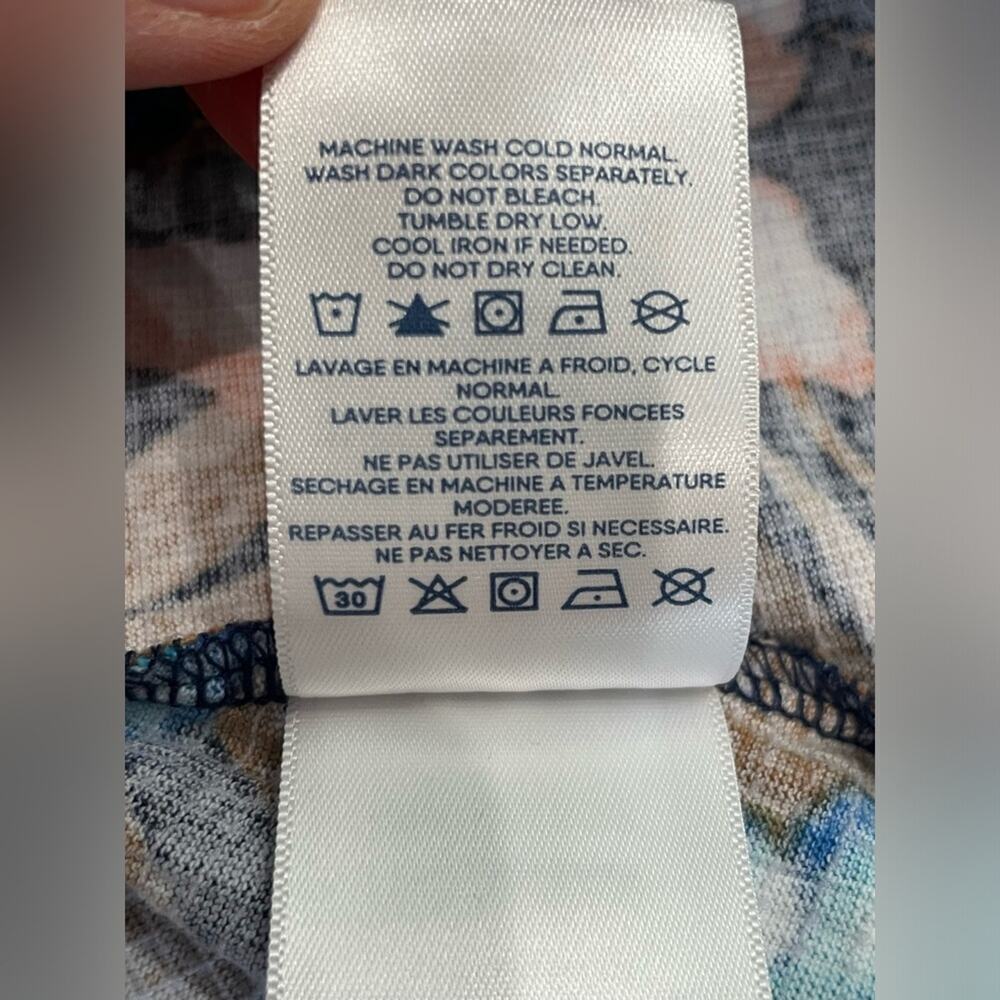 MACHINE WASH COLD NORMAL.
WASH DARK COLORS SEPARATELY.
DO NOT BLEACH.
TUMBLE DRY LOW.
COOL IRON IF NEEDED.
DO NOT DRY CLEAN.
LAVAGE EN MACHINE A FROID, CYCLE
NORMAL.
LAVER LES COULEURS FONCEES
SEPAREMENT.
NE PAS UTILISER DE JAVEL.
SECHAGE EN MACHINE A TEMPERATURE
MODEREE.
REPASSER AU FER FROID SI NECESSAIRE.
NE PAS NETTOYER A SEC.
30